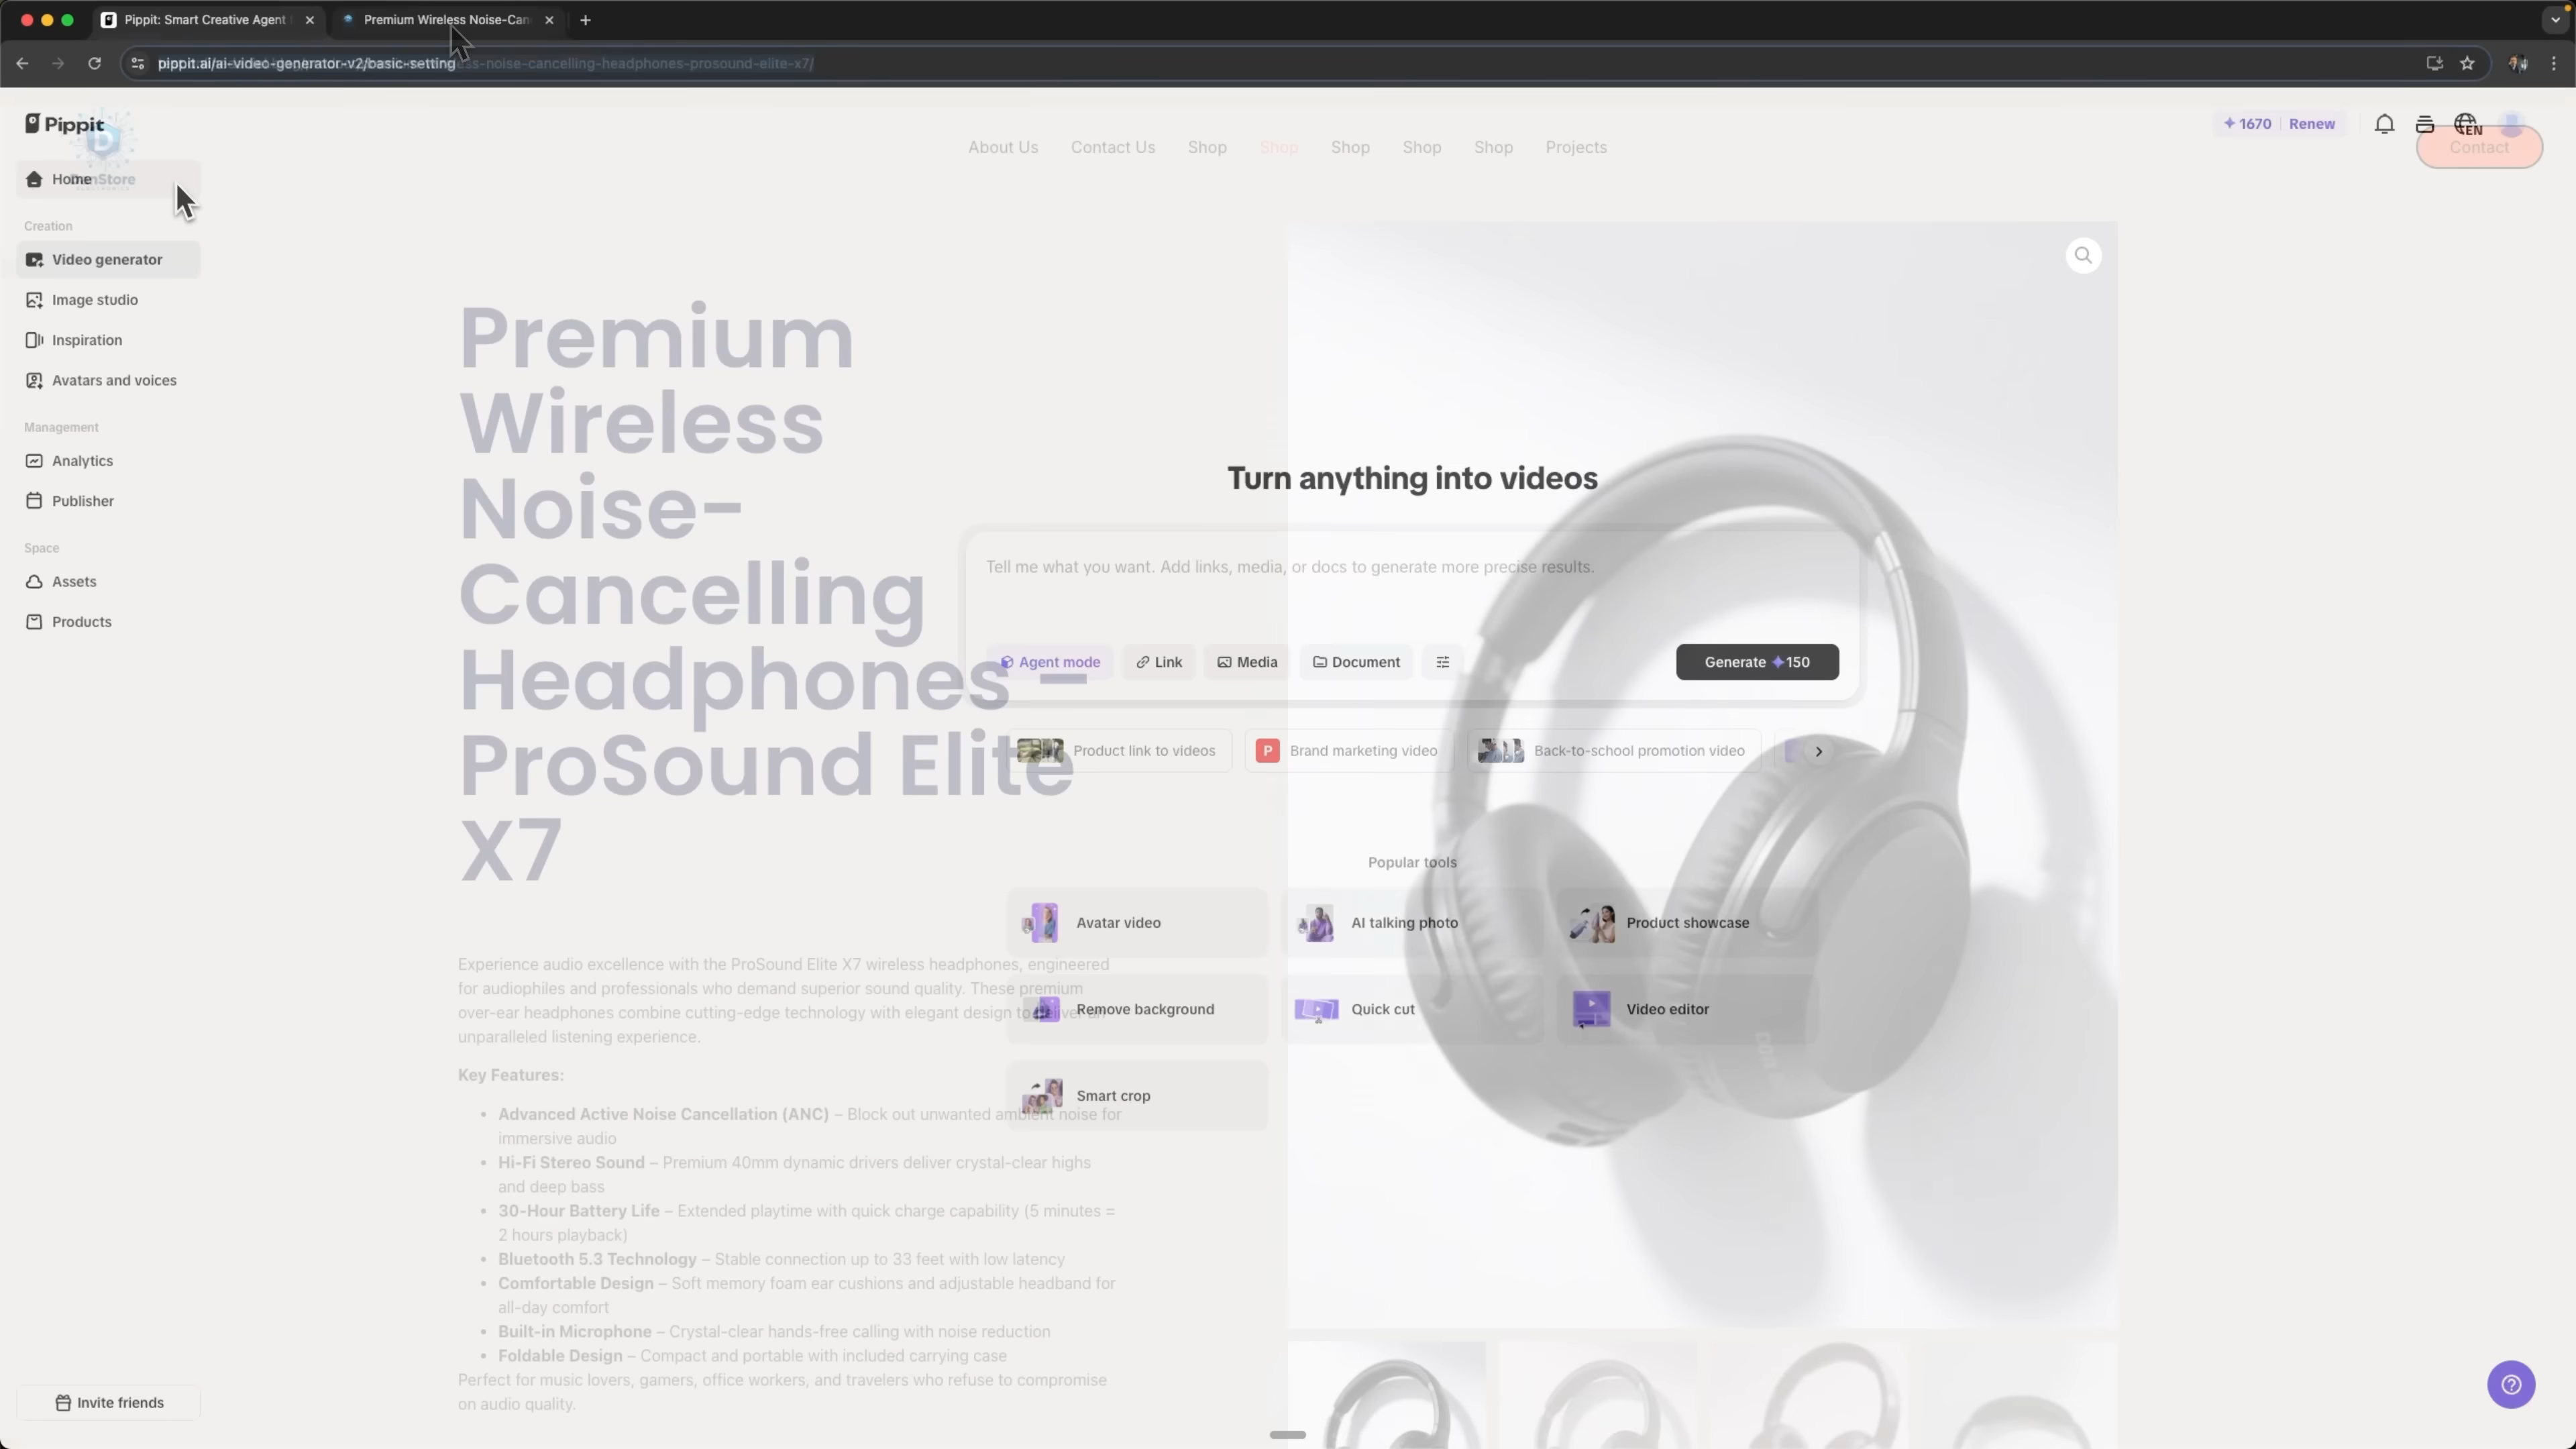 Pippit: Smart Creative Agent
Premium Wireless Noise-Can
pippit.ai/ai-video-generator-v2/basic-setting
-noise-cancelling-headphones-prosound-elite-x7/
Pippit
1670
Renew
EN
About Us
Contact Us
Shop
Shop
Shop
Shop
Shop
Projects
Contact
Home
Store
Creation
Video generator
Image studio
Inspiration
Avatars and voices
Management
Analytics
Publisher
Space
Assets
Products
Invite friends
Premium
Wireless
Noise-
Cancelling
Headphones –
ProSound Elite
X7
Turn anything into videos
Tell me what you want. Add links, media, or docs to generate more precise results.
Agent mode
Link
Media
Document
Generate 150
Product link to videos
P
Brand marketing video
Back-to-school promotion video
Popular tools
Avatar video
AI talking photo
Product showcase
Remove background
Quick cut
Video editor
Smart crop
Experience audio excellence with the ProSound Elite X7 wireless headphones, engineered
for audiophiles and professionals who demand superior sound quality. These premium
over-ear headphones combine cutting-edge technology with elegant design to deliver an
unparalleled listening experience.
Key Features:
• Advanced Active Noise Cancellation (ANC) – Block out unwanted ambient noise for
immersive audio
• Hi-Fi Stereo Sound – Premium 40mm dynamic drivers deliver crystal-clear highs
and deep bass
• 30-Hour Battery Life – Extended playtime with quick charge capability (5 minutes =
2 hours playback)
• Bluetooth 5.3 Technology – Stable connection up to 33 feet with low latency
• Comfortable Design – Soft memory foam ear cushions and adjustable headband for
all-day comfort
• Built-in Microphone – Crystal-clear hands-free calling with noise reduction
• Foldable Design – Compact and portable with included carrying case
Perfect for music lovers, gamers, office workers, and travelers who refuse to compromise
on audio quality.